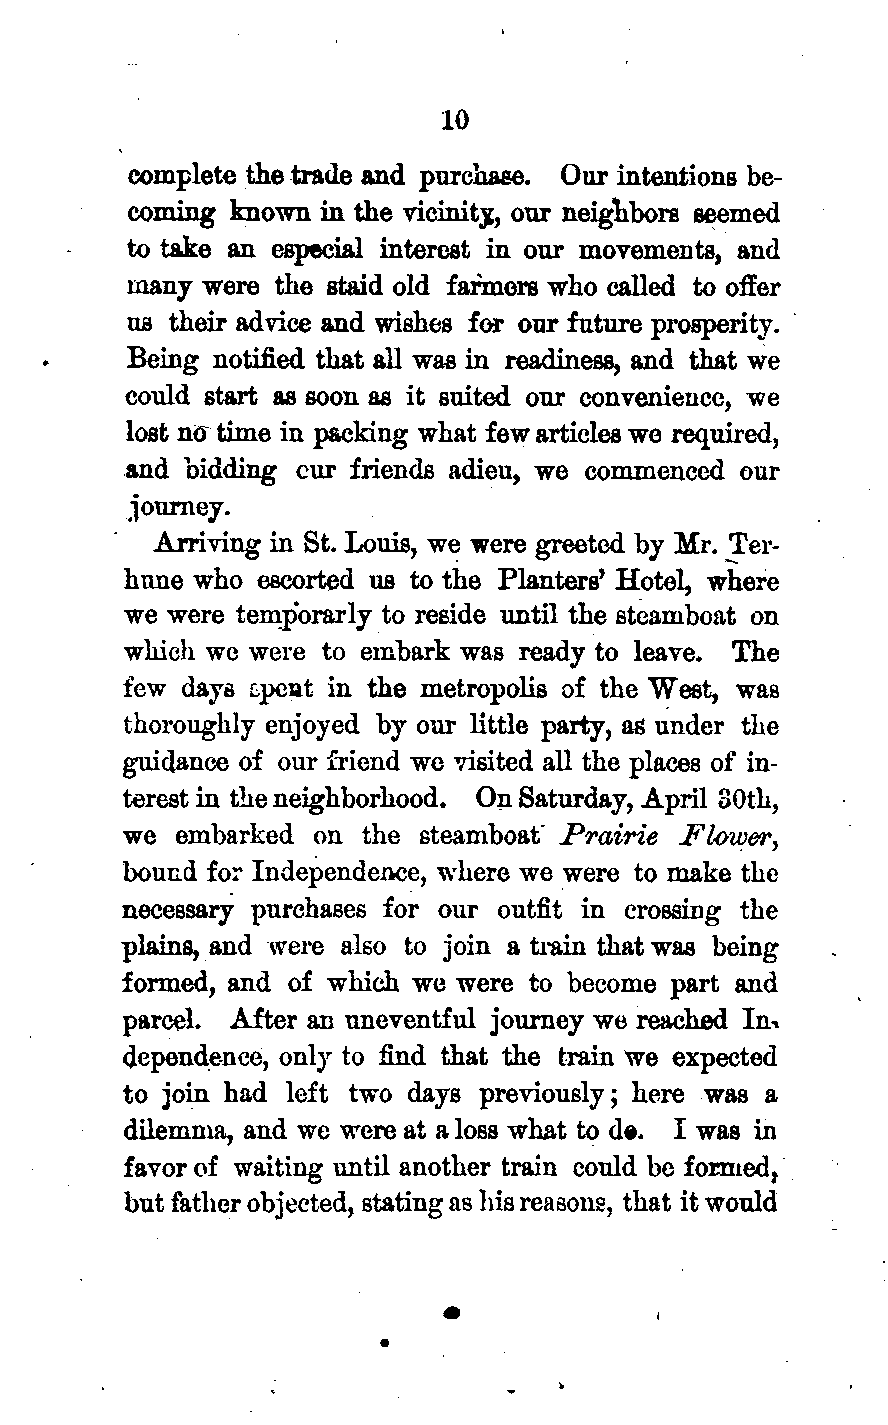 10
complete the trade and purchase. Our intentions be-
coming known in the vicinity, our neighbors seemed
to take an especial interest in our movements, and
many were the staid old farmers who called to offer
us their advice and wishes for our future prosperity.
Being notified that all was in readiness, and that we
could start as soon as it suited our convenience, we
lost no time in packing what few articles we required,
and bidding our friends adieu, we commenced our
journey.
Arriving in St. Louis, we were greeted by Mr. Ter-
hune who escorted us to the Planters' Hotel, where
we were temporarly to reside until the steamboat on
which we were to embark was ready to leave. The
few days spent in the metropolis of the West, was
thoroughly enjoyed by our little party, as under the
guidance of our friend we visited all the places of in-
terest in the neighborhood. On Saturday, April 30th,
we embarked on the steamboat Prairie Flower,
bound for Independence, where we were to make the
necessary purchases for our outfit in crossing the
plains, and were also to join a train that was being
formed, and of which we were to become part and
parcel. After an uneventful journey we reached In-
dependence, only to find that the train we expected
to join had left two days previously; here was a
dilemma, and we were at a loss what to do. I was in
favor of waiting until another train could be formed,
but father objected, stating as his reasons, that it would